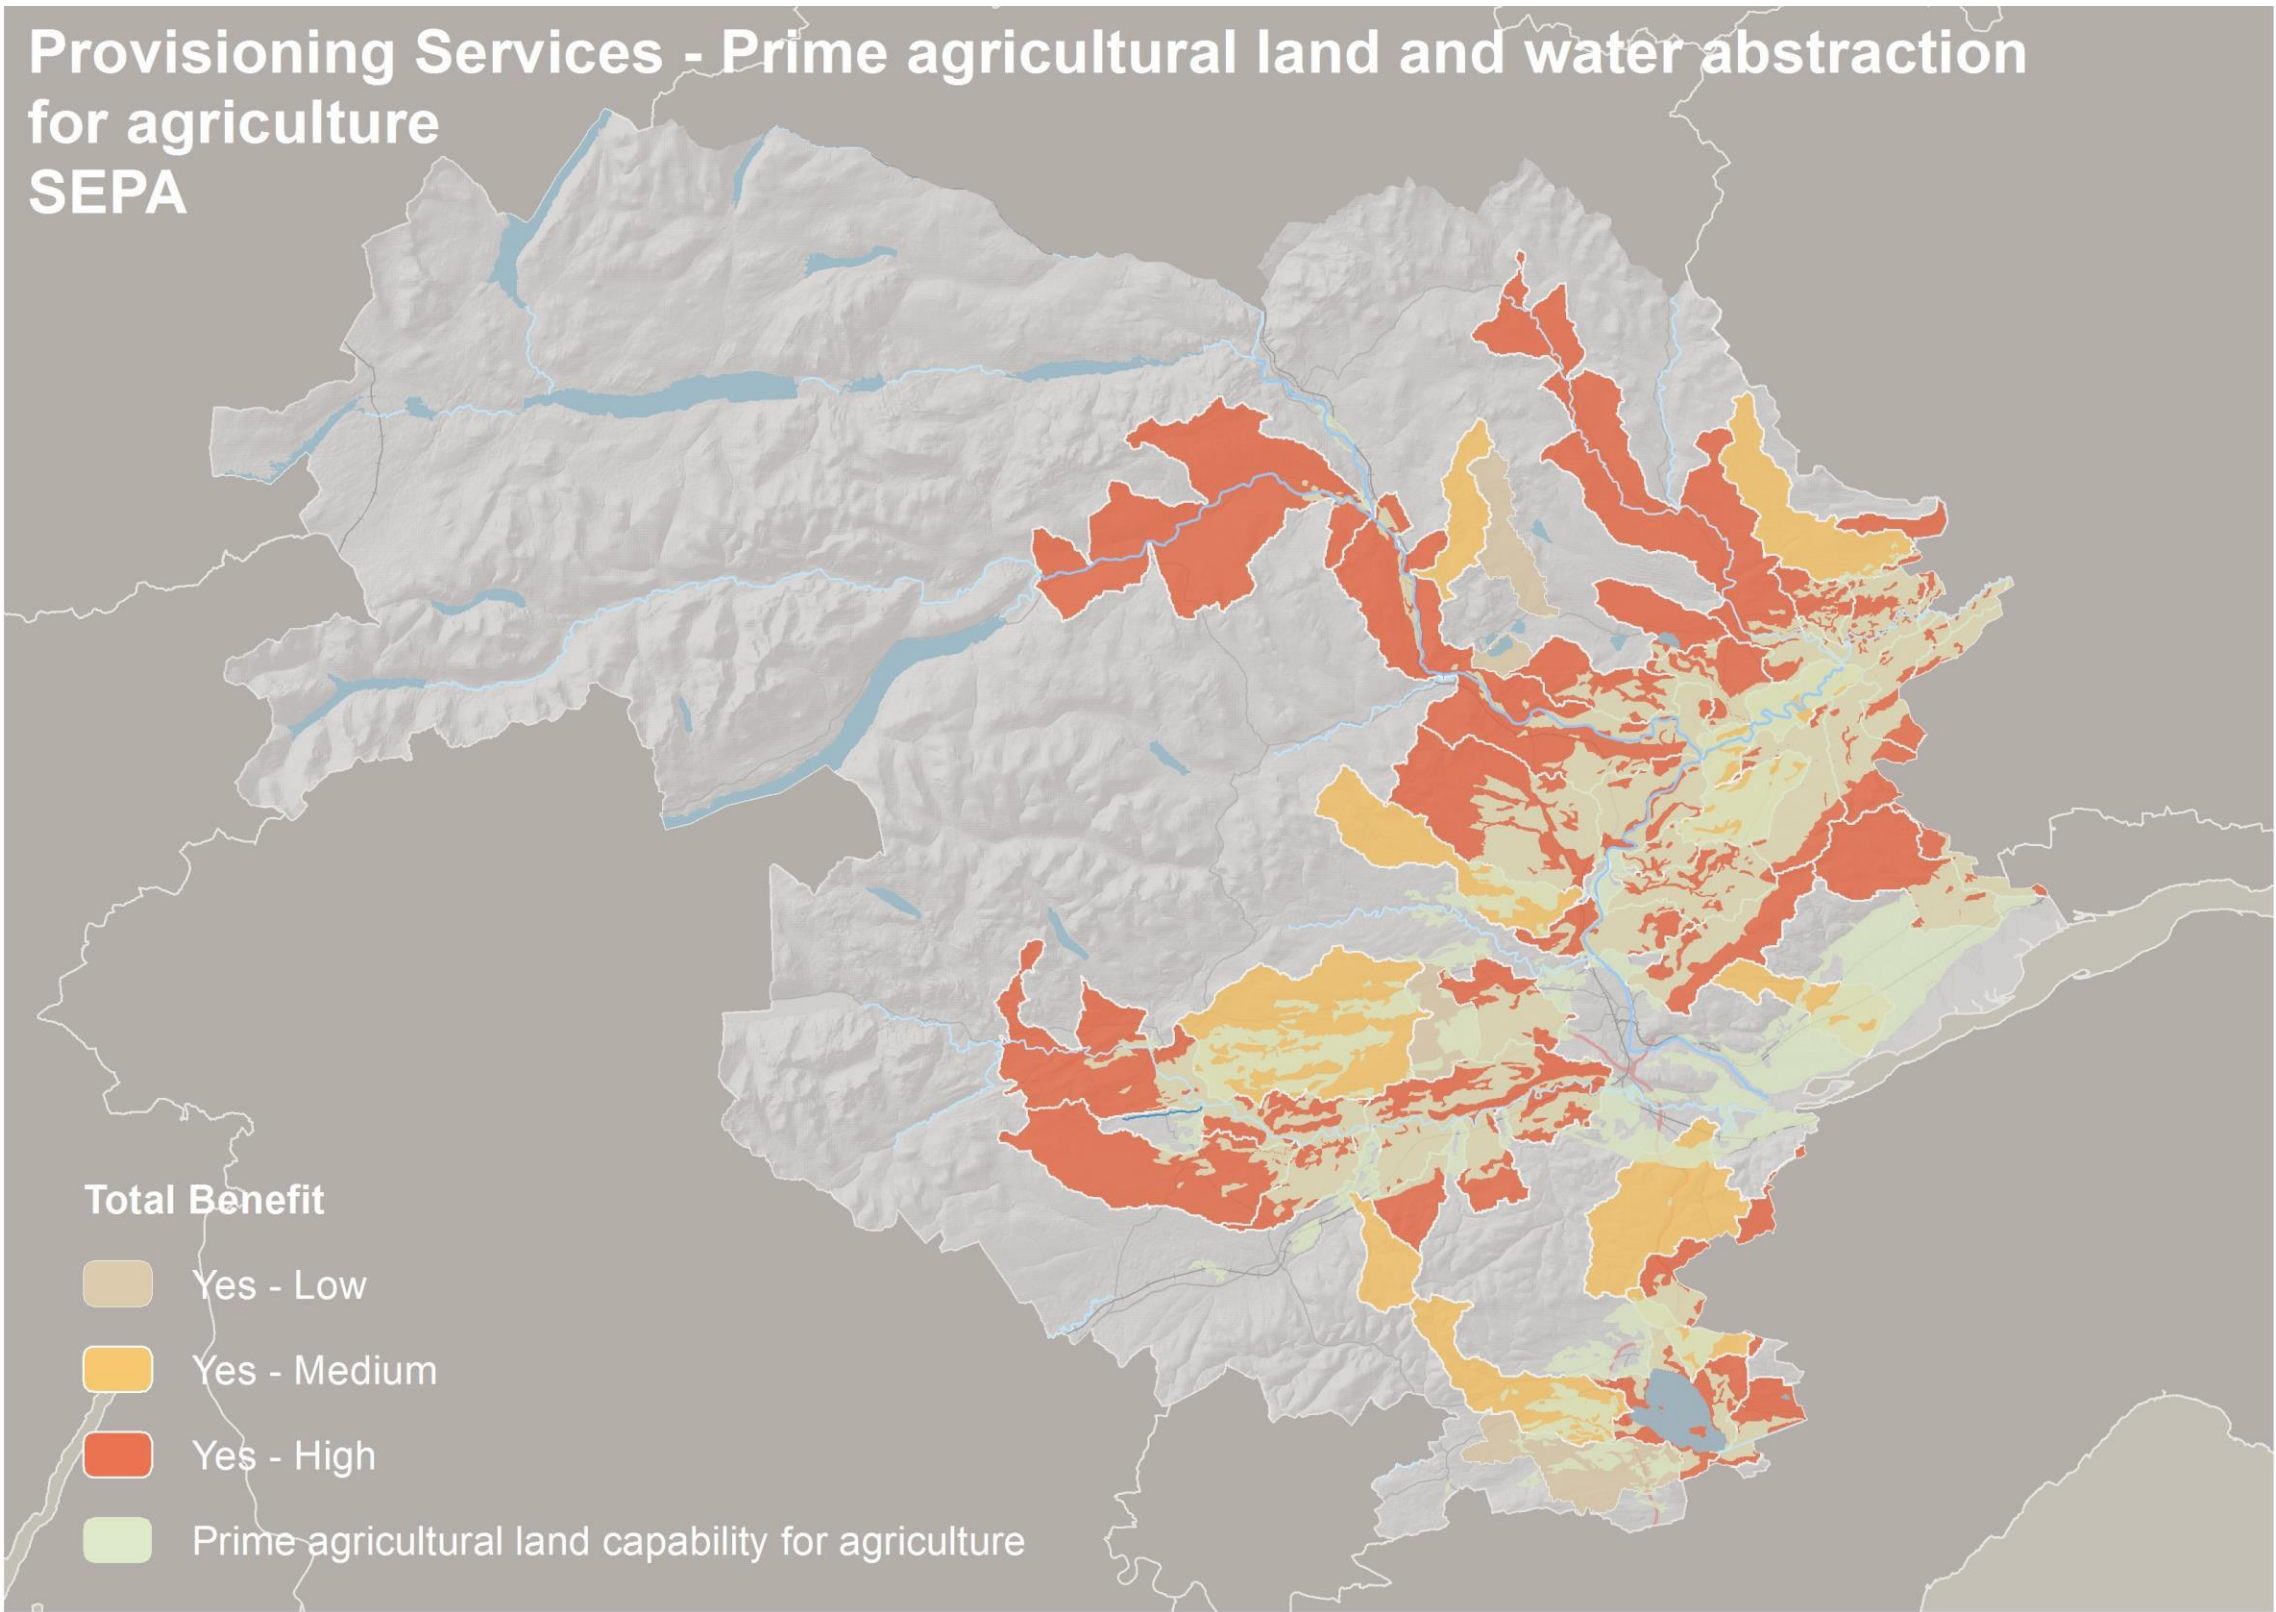 Provisioning Services - Prime agricultural land and water abstraction
for agriculture
SEPA
Total Benefit
Yes - Low
Yes - Medium
Yes - High
Prime agricultural land capability for agriculture